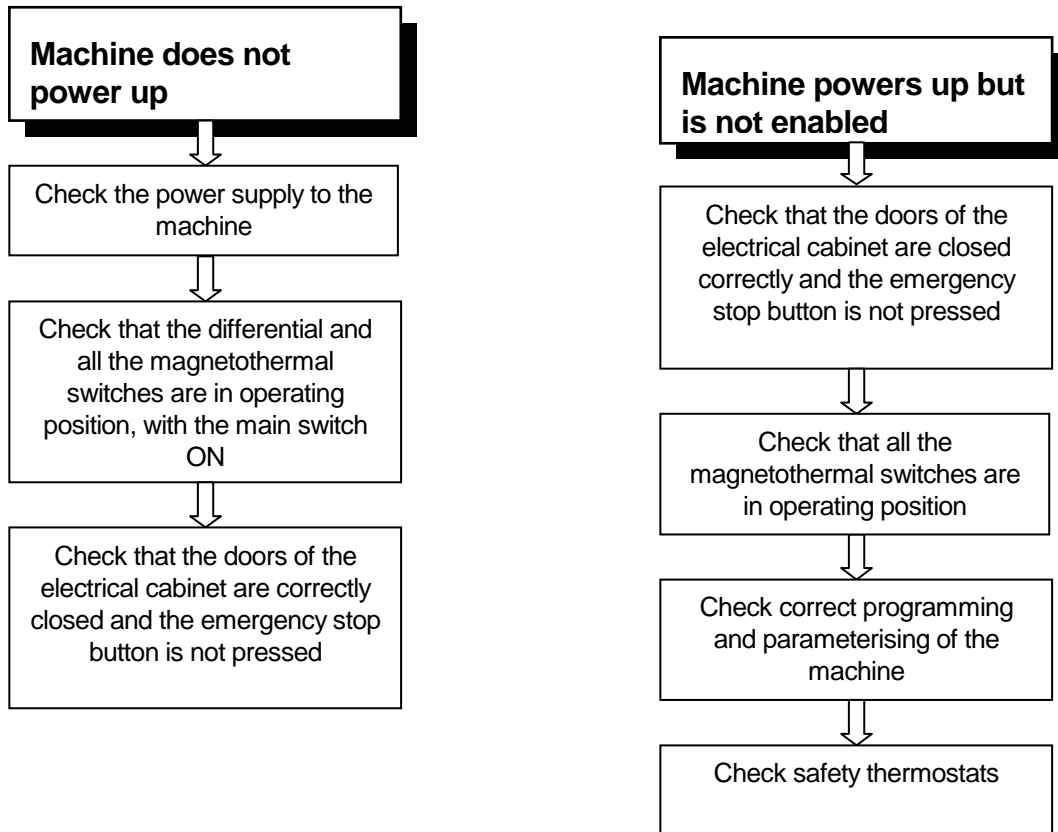 Machine does not
power up
Check the power supply to the
machine
Check that the differential and
all the magnetothermal
switches are in operating
position, with the main switch
ON
Check that the doors of the
electrical cabinet are correctly
closed and the emergency stop
button is not pressed
Machine powers up but
is not enabled
Check that the doors of the
electrical cabinet are closed
correctly and the emergency
stop button is not pressed
Check that all the
magnetothermal switches are
in operating position
Check correct programming
and parameterising of the
machine
Check safety thermostats